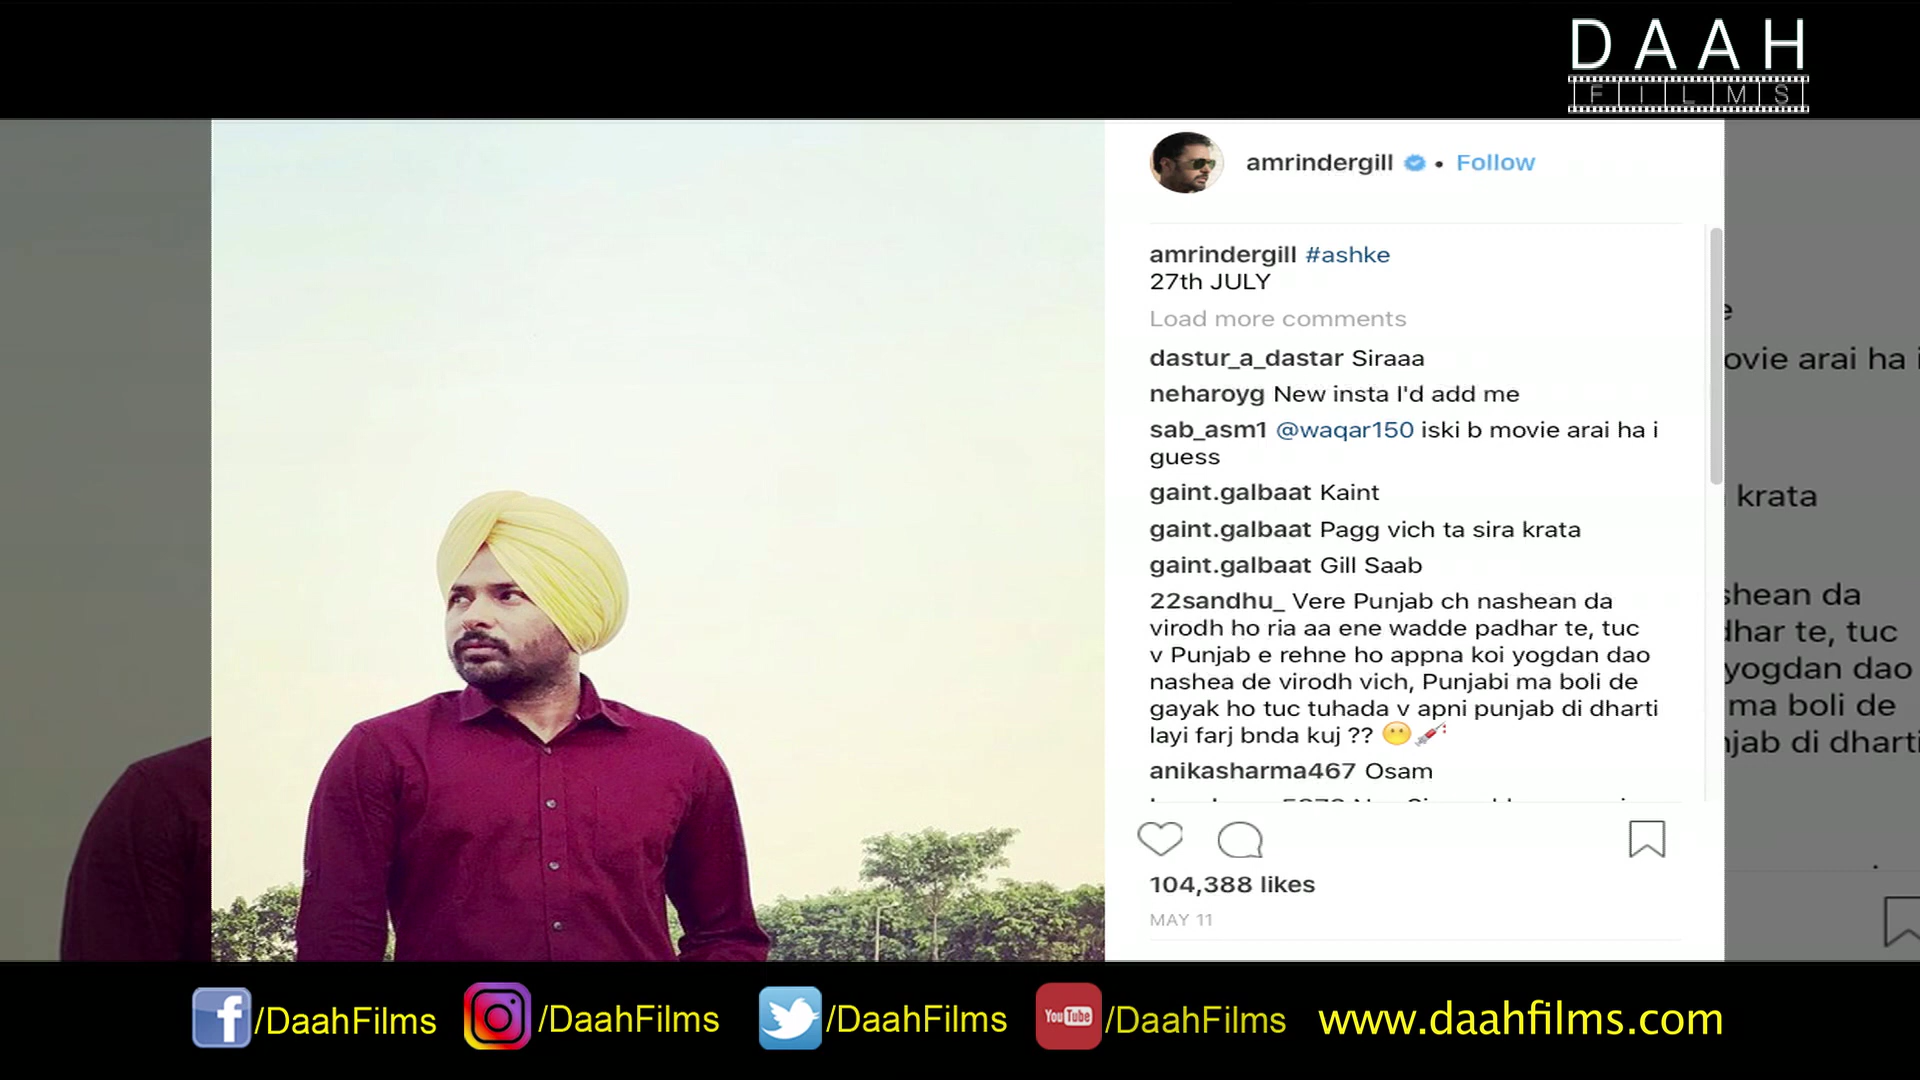 DAAH
FILMS
amrindergill • Follow
amrindergill #ashke
27th JULY
Load more comments
dastur_a_dastar Siraaa
neharoyg New insta I'd add me
sab_asm1 @waqar150 iski b movie arai ha i
guess
gaint.galbaat Kaint
gaint.galbaat Pagg vich ta sira krata
gaint.galbaat Gill Saab
22sandhu_ Vere Punjab ch nashean da
virodh ho ria aa ene wadde padhar te, tuc
v Punjab e rehne ho appna koi yogdan dao
nashea de virodh vich, Punjabi ma boli de
gayak ho tuc tuhada v apni punjab di dharti
layi farj bnda kuj ?? 😶💉
anikasharma467 Osam
104,388 likes
MAY 11
ovie arai ha i
krata
shean da
dhar te, tuc
yogdan dao
ma boli de
njab di dharti
/DaahFilms /DaahFilms /DaahFilms You Tube /DaahFilms www.daahfilms.com